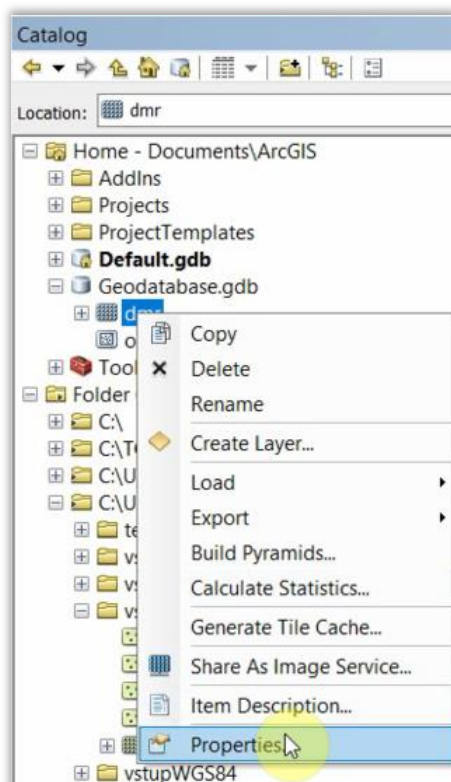 Catalog
Location: dmr
Home - Documents\ArcGIS
AddIns
Projects
ProjectTemplates
Default.gdb
Geodatabase.gdb
Copy
Delete
Rename
Folder
Create Layer...
C:\
Load
Export
Build Pyramids...
Calculate Statistics...
Generate Tile Cache...
Share As Image Service...
Item Description...
Properties
vstupWGS84